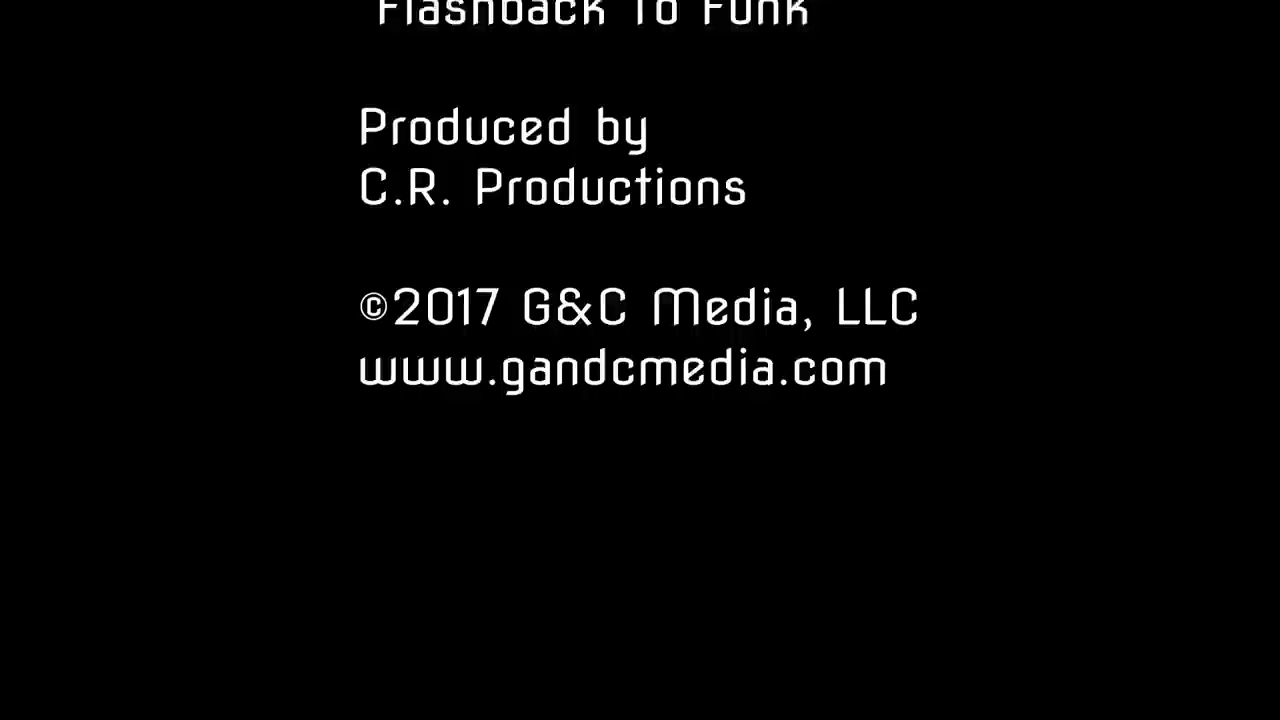 Flashback To Funk
Produced by
C.R. Productions
©2017 G&C Media, LLC
www.gandcmedia.com